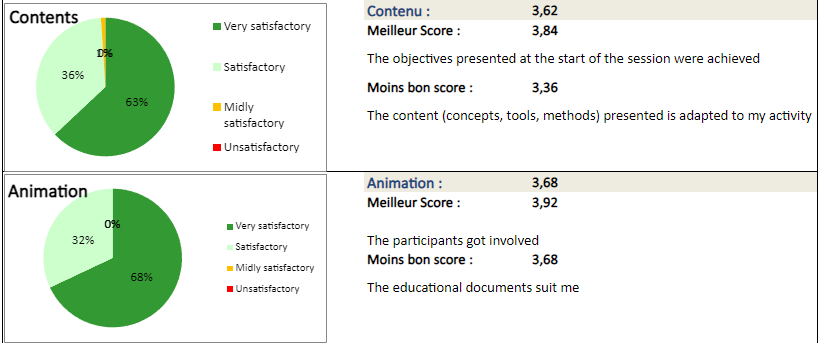 Contents
Very satisfactory
Satisfactory
Midly
satisfactory
Unsatisfactory
0%
1%
36%
63%
Contenu : 3,62
Meilleur Score : 3,84
The objectives presented at the start of the session were achieved
Moins bon score : 3,36
The content (concepts, tools, methods) presented is adapted to my activity
Animation
Very satisfactory
Satisfactory
Midly satisfactory
Unsatisfactory
0%
32%
68%
Animation : 3,68
Meilleur Score : 3,92
The participants got involved
Moins bon score : 3,68
The educational documents suit me